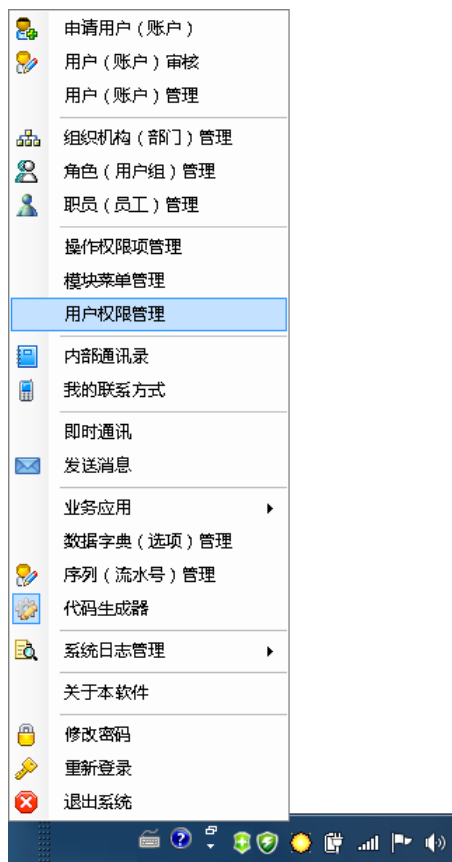 申请用户（账户）
用户（账户）审核
用户（账户）管理
组织机构（部门）管理
角色（用户组）管理
职员（员工）管理
操作权限项管理
模块菜单管理
用户权限管理
内部通讯录
我的联系方式
即时通讯
发送消息
业务应用
数据字典（选项）管理
序列（流水号）管理
代码生成器
系统日志管理
关于本软件
修改密码
重新登录
退出系统